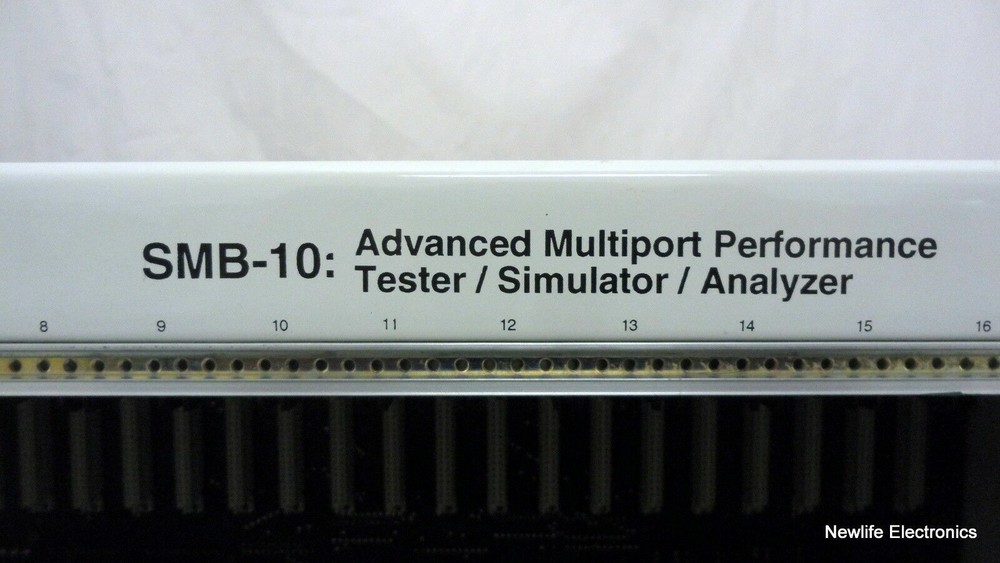 SMB-10: Advanced Multiport Performance
Tester / Simulator / Analyzer
8 9 10 11 12 13 14 15 16
Newlife Electronics